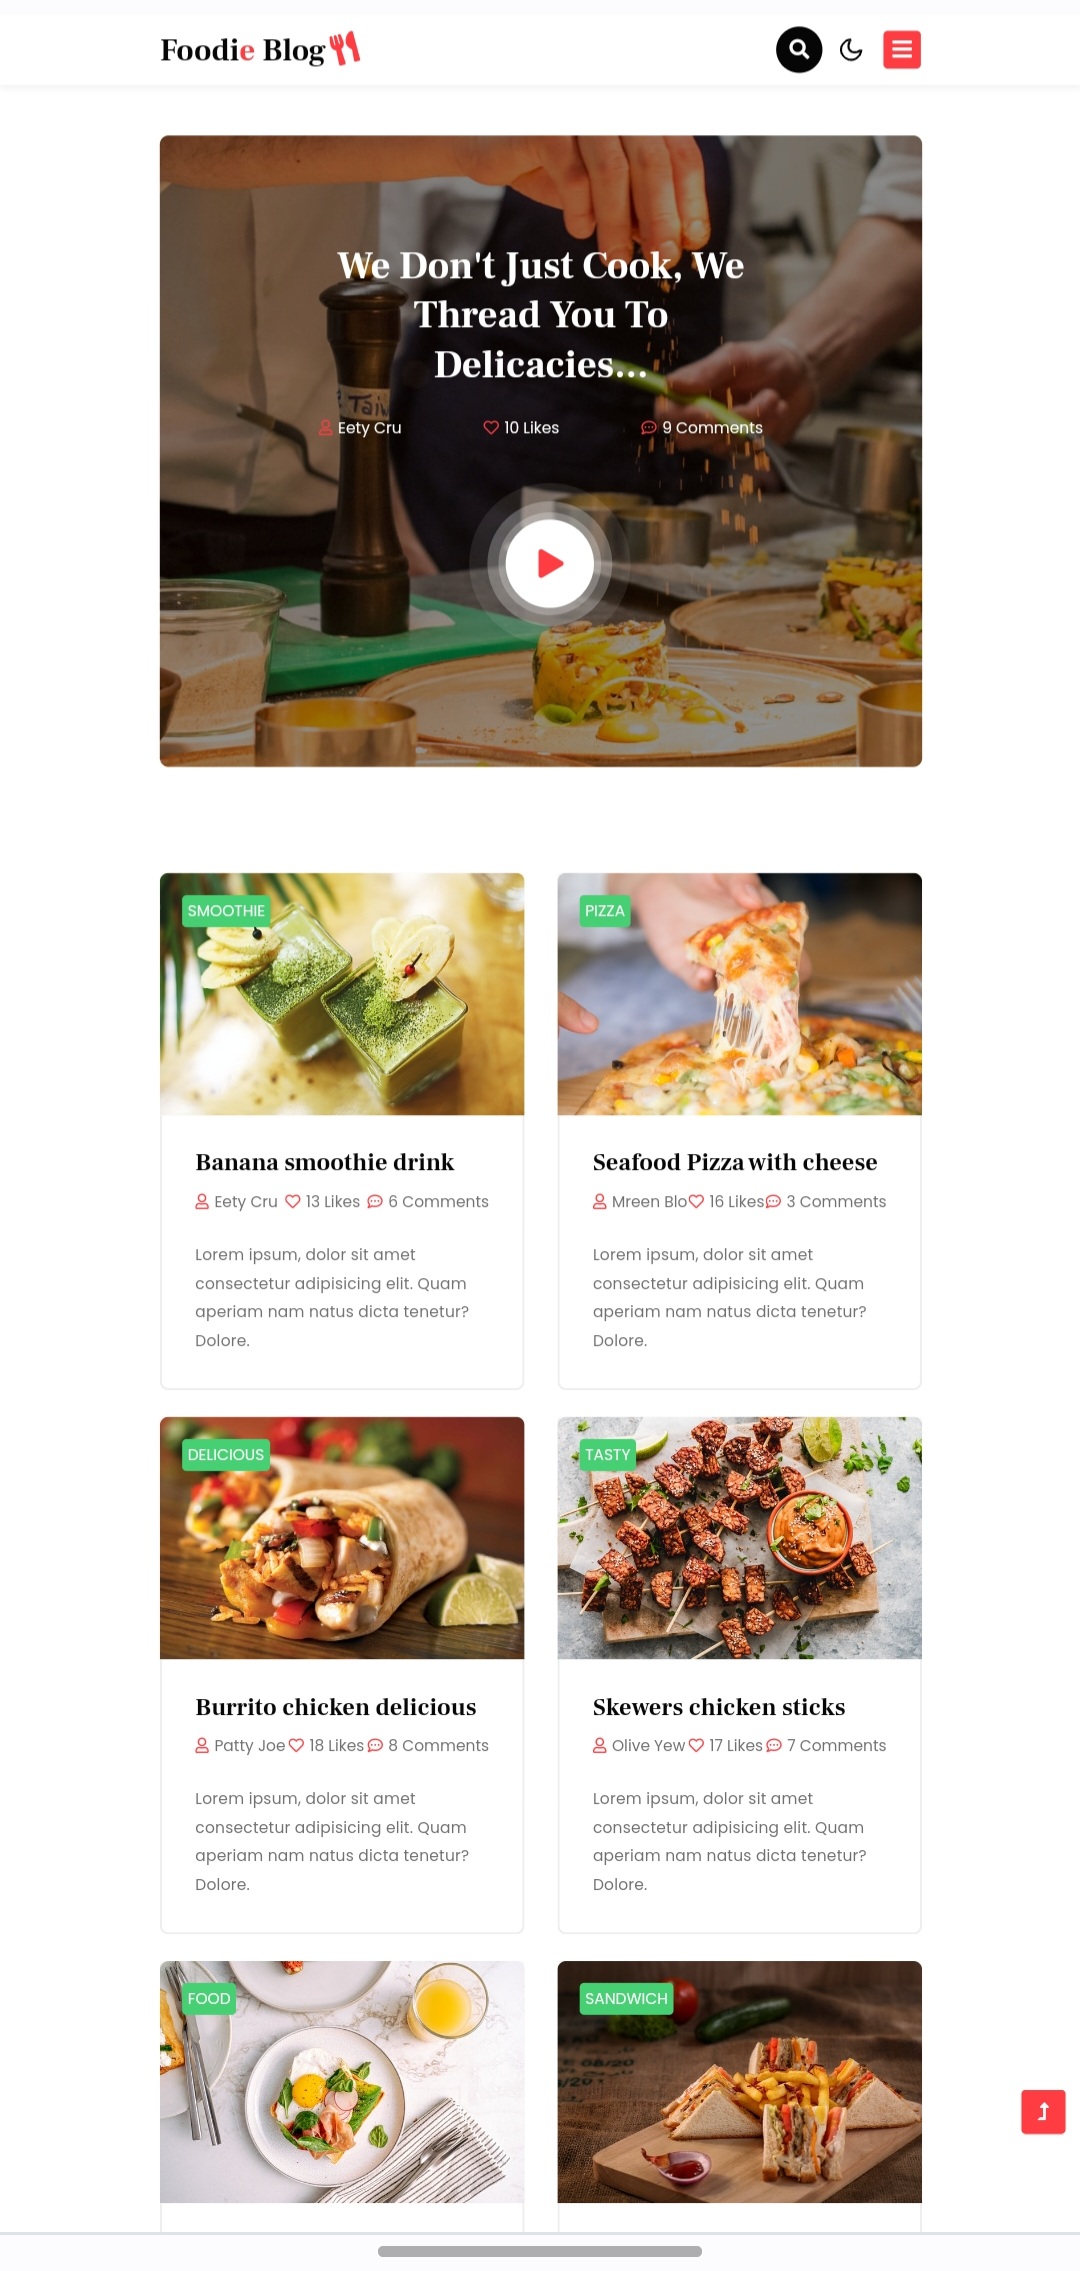 Foodie Blog
We Don't Just Cook, We
Thread You To
Delicacies...
Eety Cru 10 Likes 9 Comments
SMOOTHIE
Banana smoothie drink
Eety Cru 13 Likes 6 Comments
Lorem ipsum, dolor sit amet
consectetur adipisicing elit. Quam
aperiam nam natus dicta tenetur?
Dolore.
PIZZA
Seafood Pizza with cheese
Mreen Blo 16 Likes 3 Comments
Lorem ipsum, dolor sit amet
consectetur adipisicing elit. Quam
aperiam nam natus dicta tenetur?
Dolore.
DELICIOUS
Burrito chicken delicious
Patty Joe 18 Likes 8 Comments
Lorem ipsum, dolor sit amet
consectetur adipisicing elit. Quam
aperiam nam natus dicta tenetur?
Dolore.
TASTY
Skewers chicken sticks
Olive Yew 17 Likes 7 Comments
Lorem ipsum, dolor sit amet
consectetur adipisicing elit. Quam
aperiam nam natus dicta tenetur?
Dolore.
FOOD
SANDWICH